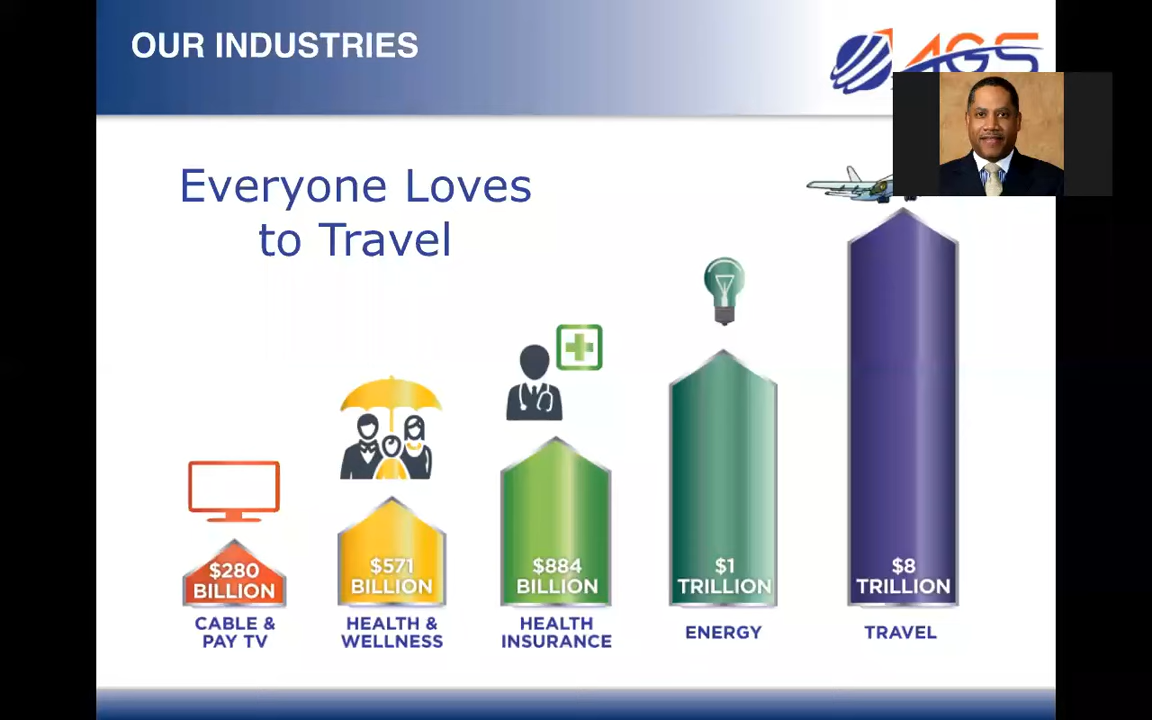 OUR INDUSTRIES
AGS
Everyone Loves
to Travel
$280
BILLION
$571
BILLION
$884
BILLION
$1
TRILLION
$8
TRILLION
CABLE &
PAY TV
HEALTH &
WELLNESS
HEALTH
INSURANCE
ENERGY
TRAVEL